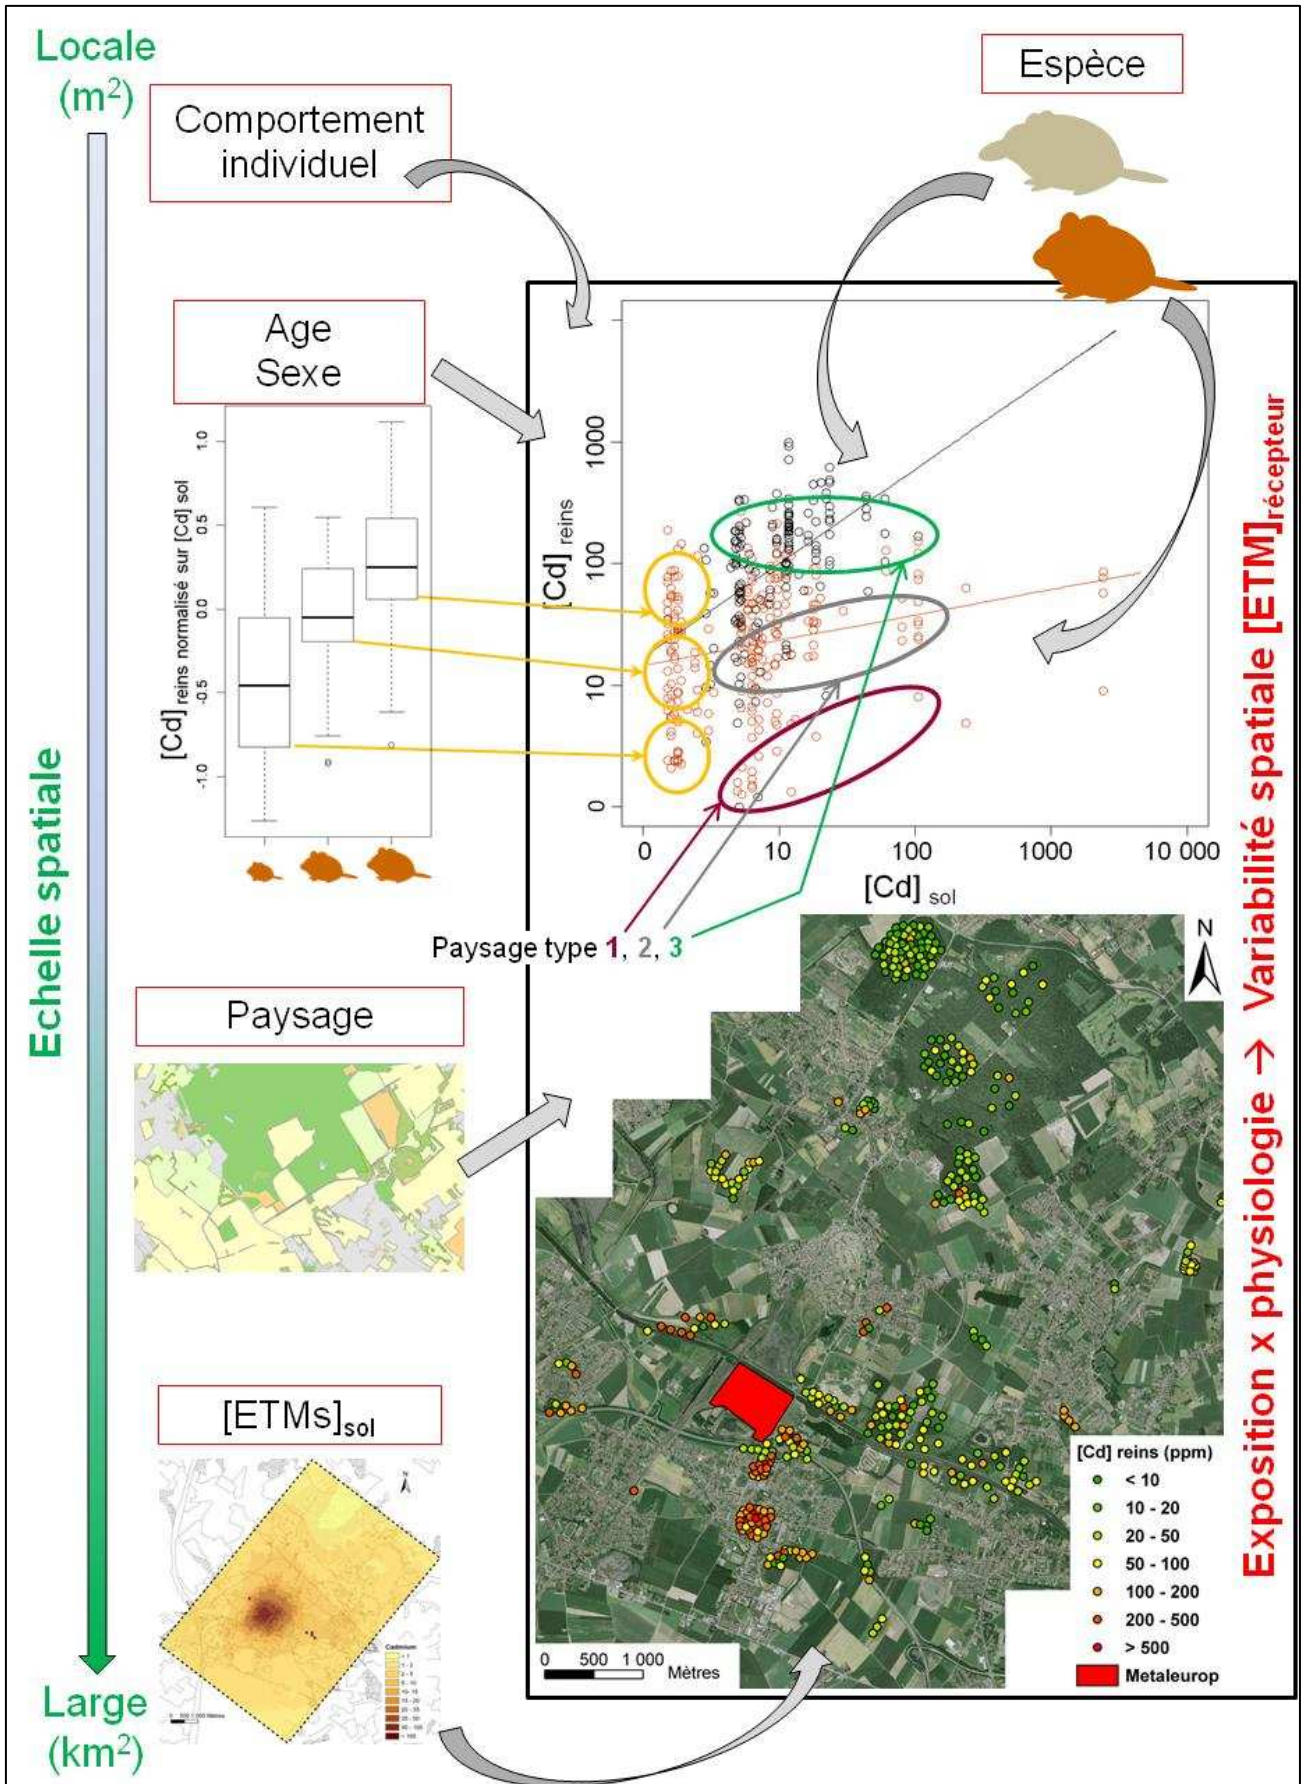 Locale
(m²)
Espèce
Comportement
individuel
Age
Sexe
[Cd] reins normalisé sur [Cd] sol
1.0
0.5
0.0
-0.5
-1.0
[Cd] reins
1000
100
10
0
0
10
100
1000
10 000
[Cd] sol
Paysage type 1, 2, 3
Echelle spatiale
Exposition x physiologie → Variabilité spatiale [ETM]récepteur
Paysage
[ETMs]sol
N
Cadmium
N
[Cd] reins (ppm)
< 10
10 - 20
20 - 50
50 - 100
100 - 200
200 - 500
> 500
Metaleurop
0 500 1 000
Mètres
Large
(km²)